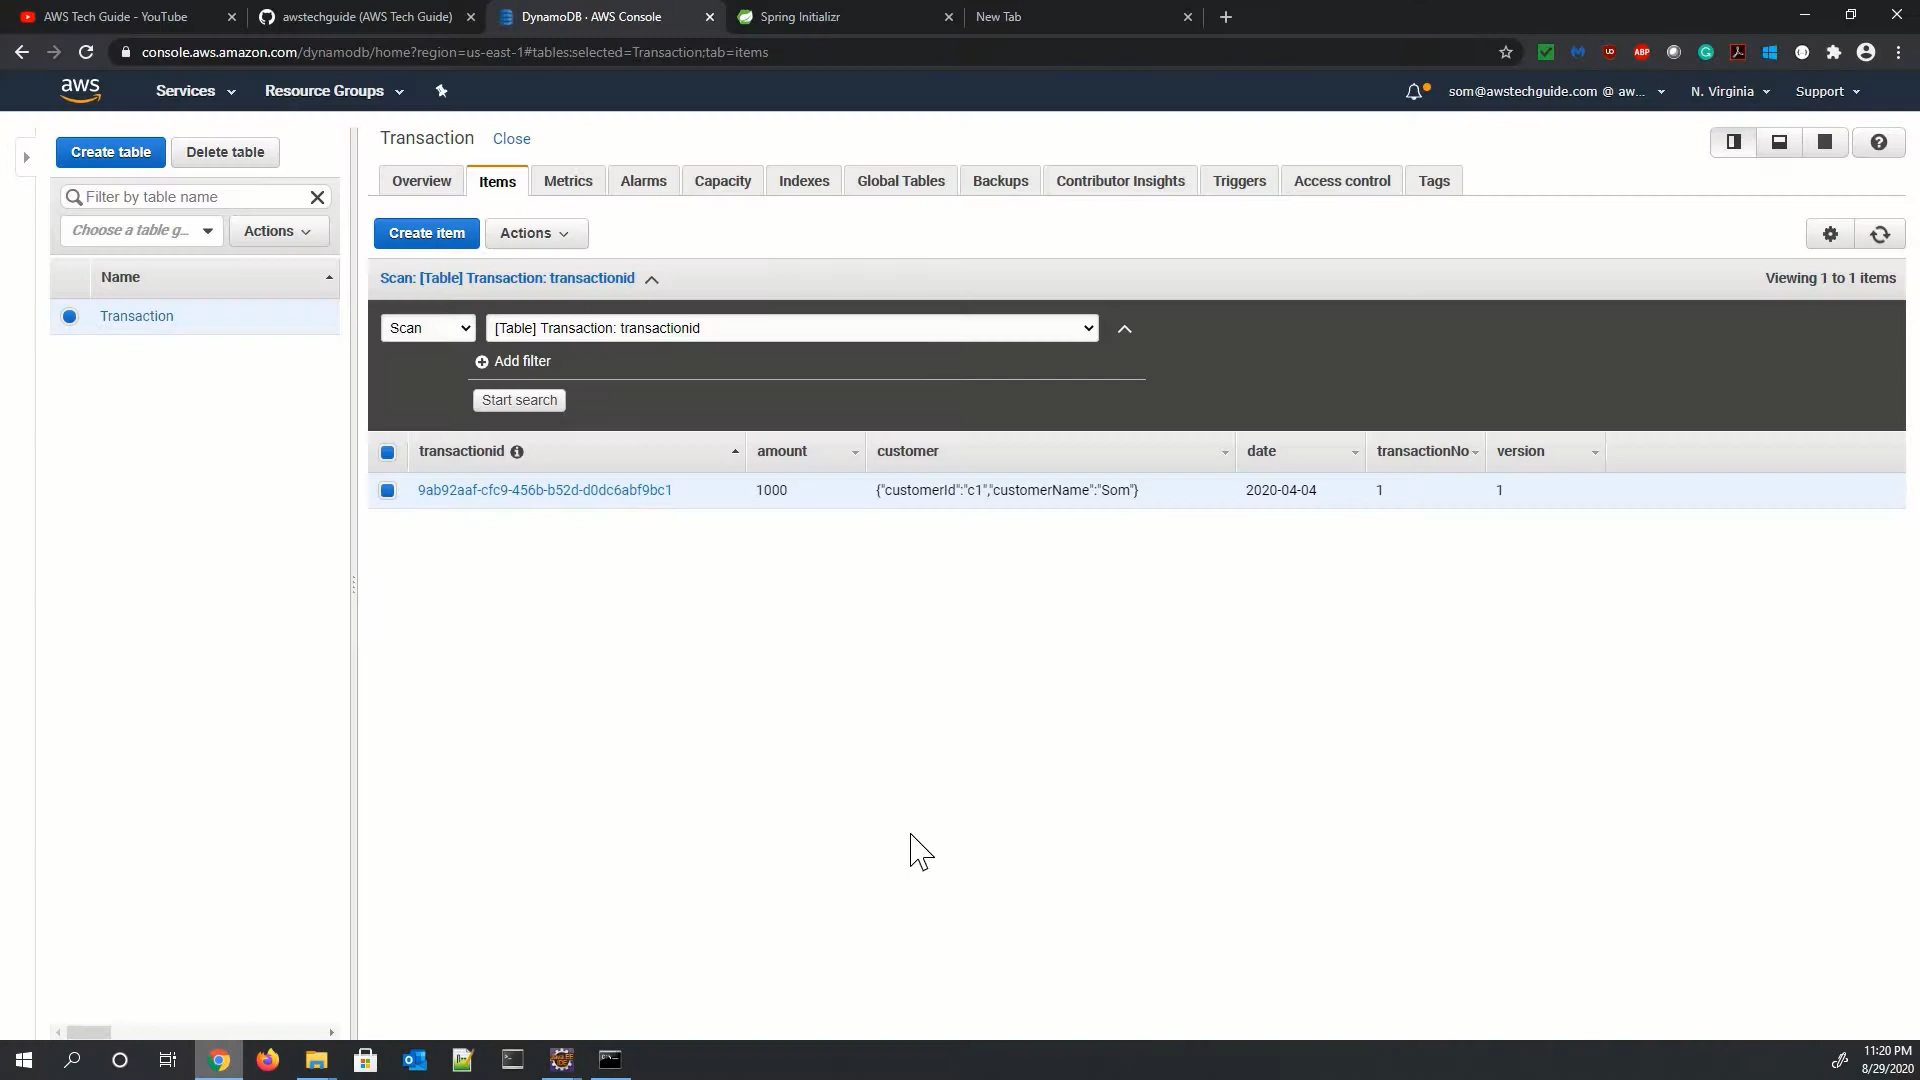 AWS Tech Guide - YouTube
awstechguide (AWS Tech Guide)
DynamoDB · AWS Console
Spring Initializr
New Tab
console.aws.amazon.com/dynamodb/home?region=us-east-1#tables:selected=Transaction;tab=items
ABP
aws
Services
Resource Groups
som@awstechguide.com @ aw...
N. Virginia
Support
Create table
Delete table
Filter by table name
Choose a table g...
Actions
Name
Transaction
Transaction
Close
Overview
Items
Metrics
Alarms
Capacity
Indexes
Global Tables
Backups
Contributor Insights
Triggers
Access control
Tags
Create item
Actions
Scan: [Table] Transaction: transactionid
Viewing 1 to 1 items
Scan
[Table] Transaction: transactionid
Add filter
Start search
transactionid
amount
customer
date
transactionNo
version
9ab92aaf-cfc9-456b-b52d-d0dc6abf9bc1
1000
{"customerId":"c1","customerName":"Som"}
2020-04-04
1
1
11:20 PM
8/29/2020